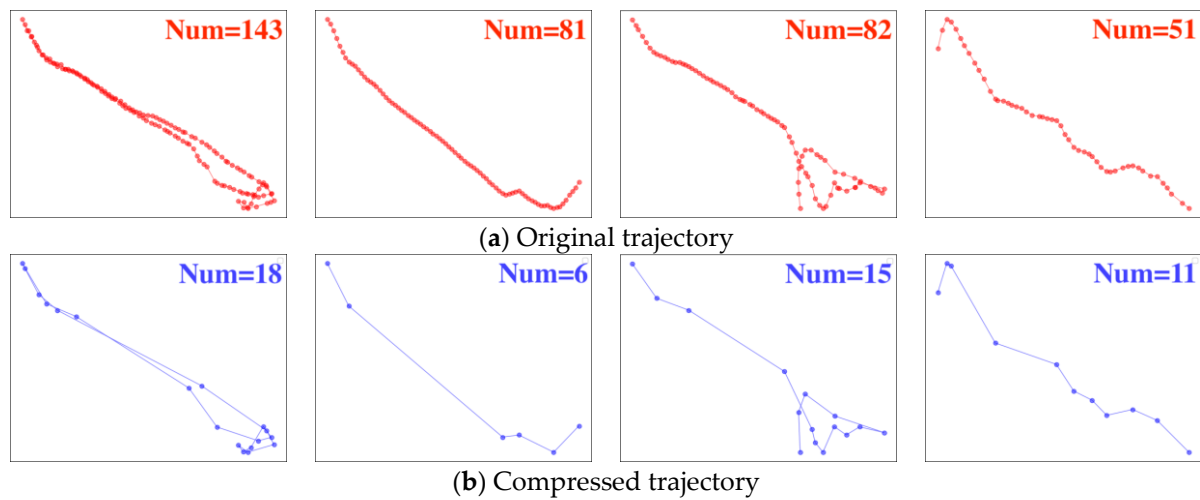 Num=143
Num=81
Num=82
Num=51
(a) Original trajectory
Num=18
Num=6
Num=15
Num=11
(b) Compressed trajectory